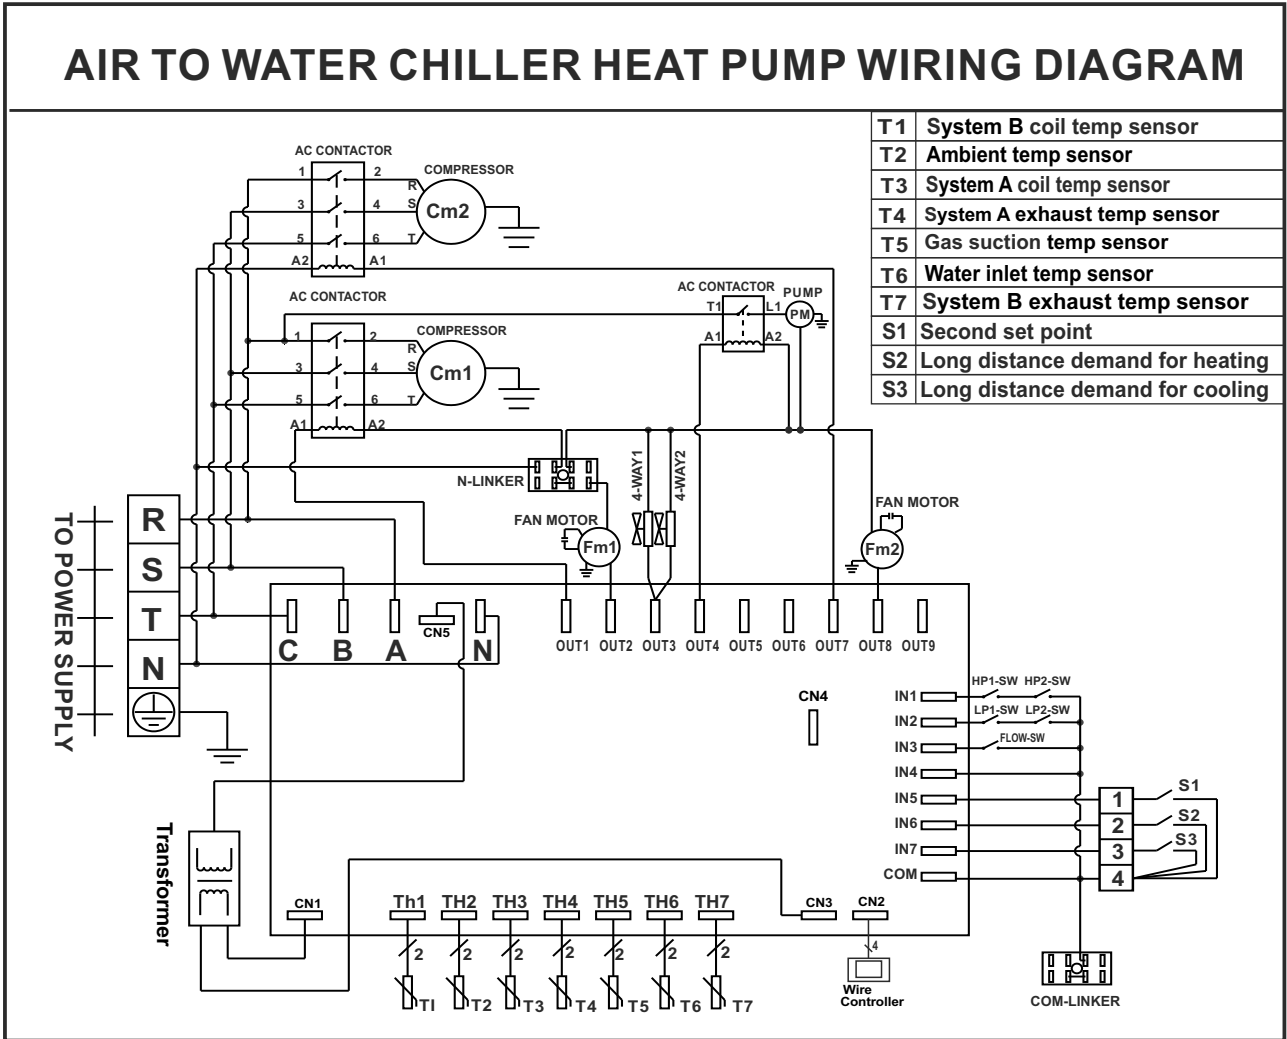 AIR TO WATER CHILLER HEAT PUMP WIRING DIAGRAM
T1 System B coil temp sensor
T2 Ambient temp sensor
T3 System A coil temp sensor
T4 System A exhaust temp sensor
T5 Gas suction temp sensor
T6 Water inlet temp sensor
T7 System B exhaust temp sensor
S1 Second set point
S2 Long distance demand for heating
S3 Long distance demand for cooling
AC CONTACTOR
COMPRESSOR
1 2 R
3 4 S Cm2
5 6 T
A2 A1
AC CONTACTOR
COMPRESSOR
1 2 R
3 4 S Cm1
5 6 T
A1 A2
AC CONTACTOR
PUMP
T1 L1 PM
A1 A2
N-LINKER
4-WAY1
4-WAY2
FAN MOTOR
Fm1
FAN MOTOR
Fm2
TO POWER SUPPLY
R
S
T
N
C B A CN5 N
OUT1 OUT2 OUT3 OUT4 OUT5 OUT6 OUT7 OUT8 OUT9
CN4
IN1 HP1-SW HP2-SW
IN2 LP1-SW LP2-SW
IN3 FLOW-SW
IN4
IN5 1 S1
IN6 2 S2
IN7 3 S3
COM 4
Transformer
CN1 Th1 TH2 TH3 TH4 TH5 TH6 TH7 CN3 CN2
2 2 2 2 2 2 2 4
TI T2 T3 T4 T5 T6 T7
Wire
Controller
COM-LINKER